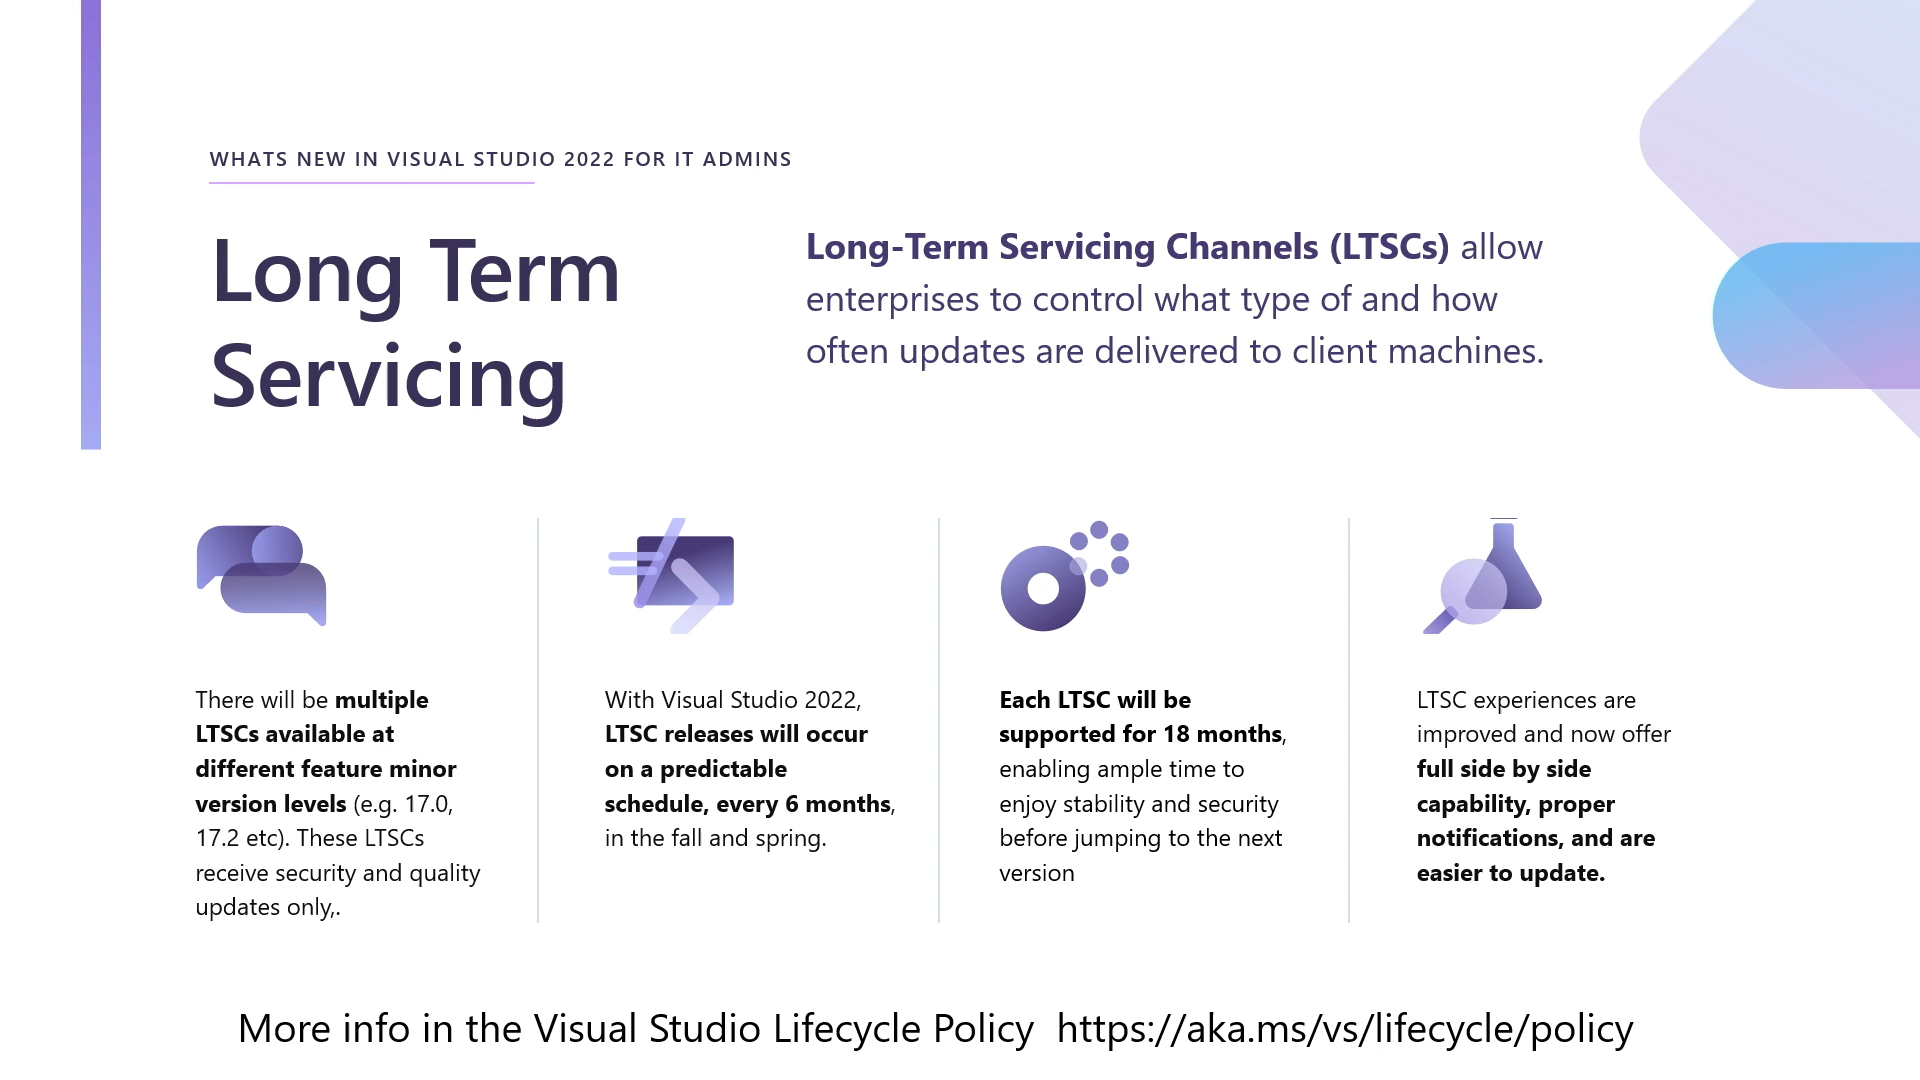 WHATS NEW IN VISUAL STUDIO 2022 FOR IT ADMINS
Long Term
Servicing
Long-Term Servicing Channels (LTSCs) allow
enterprises to control what type of and how
often updates are delivered to client machines.
There will be multiple
LTSCs available at
different feature minor
version levels (e.g. 17.0,
17.2 etc). These LTSCs
receive security and quality
updates only,.
With Visual Studio 2022,
LTSC releases will occur
on a predictable
schedule, every 6 months,
in the fall and spring.
Each LTSC will be
supported for 18 months,
enabling ample time to
enjoy stability and security
before jumping to the next
version
LTSC experiences are
improved and now offer
full side by side
capability, proper
notifications, and are
easier to update.
More info in the Visual Studio Lifecycle Policy  https://aka.ms/vs/lifecycle/policy